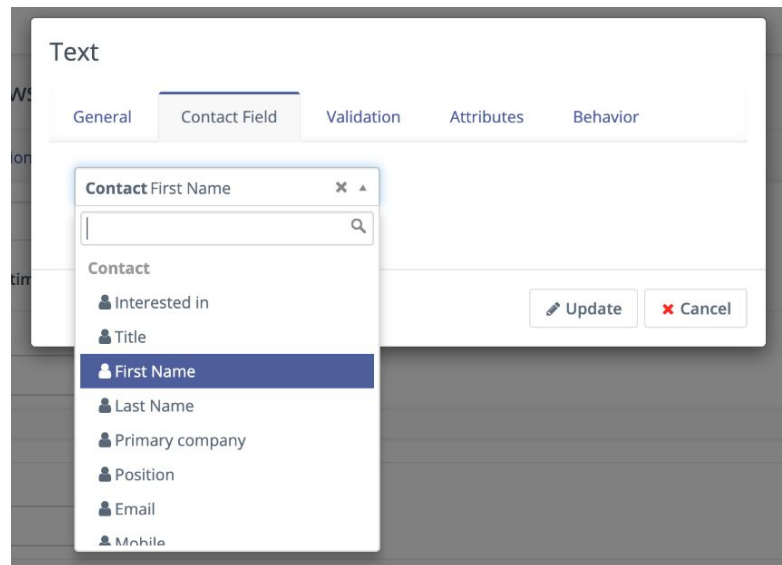 Text
General Contact Field Validation Attributes Behavior
Contact First Name
Contact
Interested in
Title
First Name
Last Name
Primary company
Position
Email
Mobile
Update Cancel